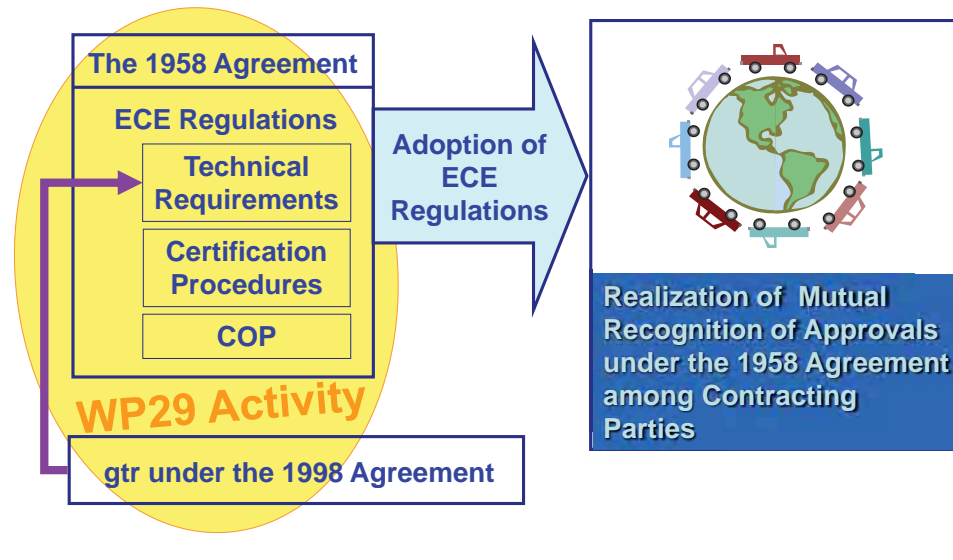 The 1958 Agreement
ECE Regulations
Technical
Requirements
Certification
Procedures
COP
WP29 Activity
gtr under the 1998 Agreement
Adoption of
ECE
Regulations
Realization of Mutual
Recognition of Approvals
under the 1958 Agreement
among Contracting
Parties